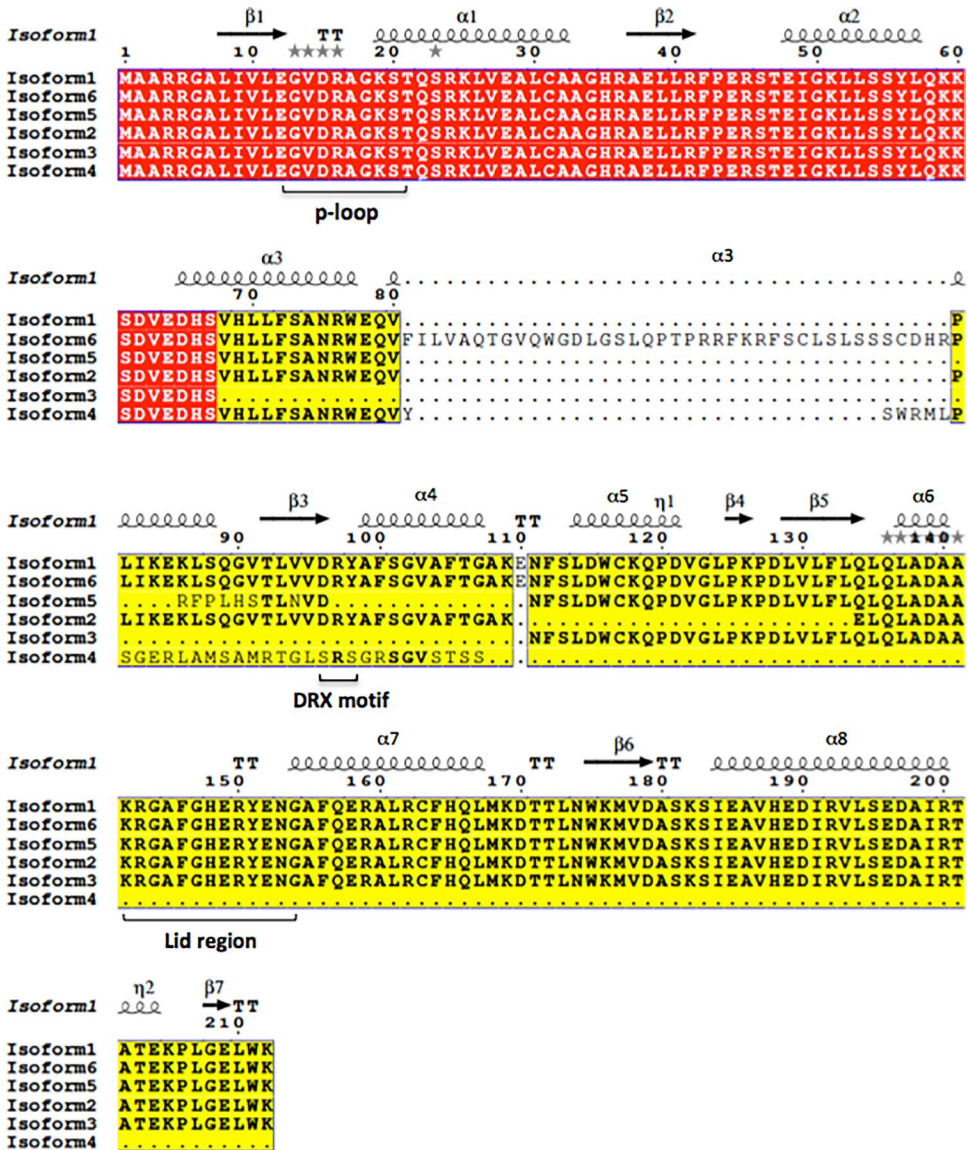 β1 TT α1 β2 α2
Isoform1
1 10 20 30 40 50 60
Isoform1 MAARRGALIVLEGVDRAGKSTQSRKLVEALCAAGHRAELLRFPERSTEIGKLLSSYLQKK
Isoform6 MAARRGALIVLEGVDRAGKSTQSRKLVEALCAAGHRAELLRFPERSTEIGKLLSSYLQKK
Isoform5 MAARRGALIVLEGVDRAGKSTQSRKLVEALCAAGHRAELLRFPERSTEIGKLLSSYLQKK
Isoform2 MAARRGALIVLEGVDRAGKSTQSRKLVEALCAAGHRAELLRFPERSTEIGKLLSSYLQKK
Isoform3 MAARRGALIVLEGVDRAGKSTQSRKLVEALCAAGHRAELLRFPERSTEIGKLLSSYLQKK
Isoform4 MAARRGALIVLEGVDRAGKSTQSRKLVEALCAAGHRAELLRFPERSTEIGKLLSSYLQKK
p-loop
α3 α3
Isoform1 .......................................
70 80
Isoform1 SDVEDHSVHLLFSANRWEQV.......................................P
Isoform6 SDVEDHSVHLLFSANRWEQVFILVAQTGVQWGDLGSLQPTPRRFKRFSCLSLSSSCDHRP
Isoform5 SDVEDHSVHLLFSANRWEQV........................................
Isoform2 SDVEDHSVHLLFSANRWEQV.......................................P
Isoform3 SDVEDHS.....................................................
Isoform4 SDVEDHSVHLLFSANRWEQVY.................................SWRMLP
β3 α4 TT α5 η1 β4 β5 α6
Isoform1
90 100 110 120 130 140
Isoform1 LIKEKLSQGVTLVVDRYAFSGVAFTGAKENFSLDWCKQPDVGLPKPDLVLFLQLQLADAA
Isoform6 LIKEKLSQGVTLVVDRYAFSGVAFTGAKENFSLDWCKQPDVGLPKPDLVLFLQLQLADAA
Isoform5 ....RFPLHSTLNVD..............NFSLDWCKQPDVGLPKPDLVLFLQLQLADAA
Isoform2 LIKEKLSQGVTLVVDRYAFSGVAFTGAK........................ELQLADAA
Isoform3 .............................NFSLDWCKQPDVGLPKPDLVLFLQLQLADAA
Isoform4 SGERLAMSAMRTGLSRSGRSGVSTSS..................................
DRX motif
TT α7 TT β6 TT α8
Isoform1
150 160 170 180 190 200
Isoform1 KRGAFGHERYENGAFQERALRCFHQLMKDTTLNWKMVDASKSIEAVHEDIRVLSEDAIRT
Isoform6 KRGAFGHERYENGAFQERALRCFHQLMKDTTLNWKMVDASKSIEAVHEDIRVLSEDAIRT
Isoform5 KRGAFGHERYENGAFQERALRCFHQLMKDTTLNWKMVDASKSIEAVHEDIRVLSEDAIRT
Isoform2 KRGAFGHERYENGAFQERALRCFHQLMKDTTLNWKMVDASKSIEAVHEDIRVLSEDAIRT
Isoform3 KRGAFGHERYENGAFQERALRCFHQLMKDTTLNWKMVDASKSIEAVHEDIRVLSEDAIRT
Isoform4 ............................................................
Lid region
η2 β7
Isoform1 TT
210
Isoform1 ATEKPLGELWK
Isoform6 ATEKPLGELWK
Isoform5 ATEKPLGELWK
Isoform2 ATEKPLGELWK
Isoform3 ATEKPLGELWK
Isoform4 ...........